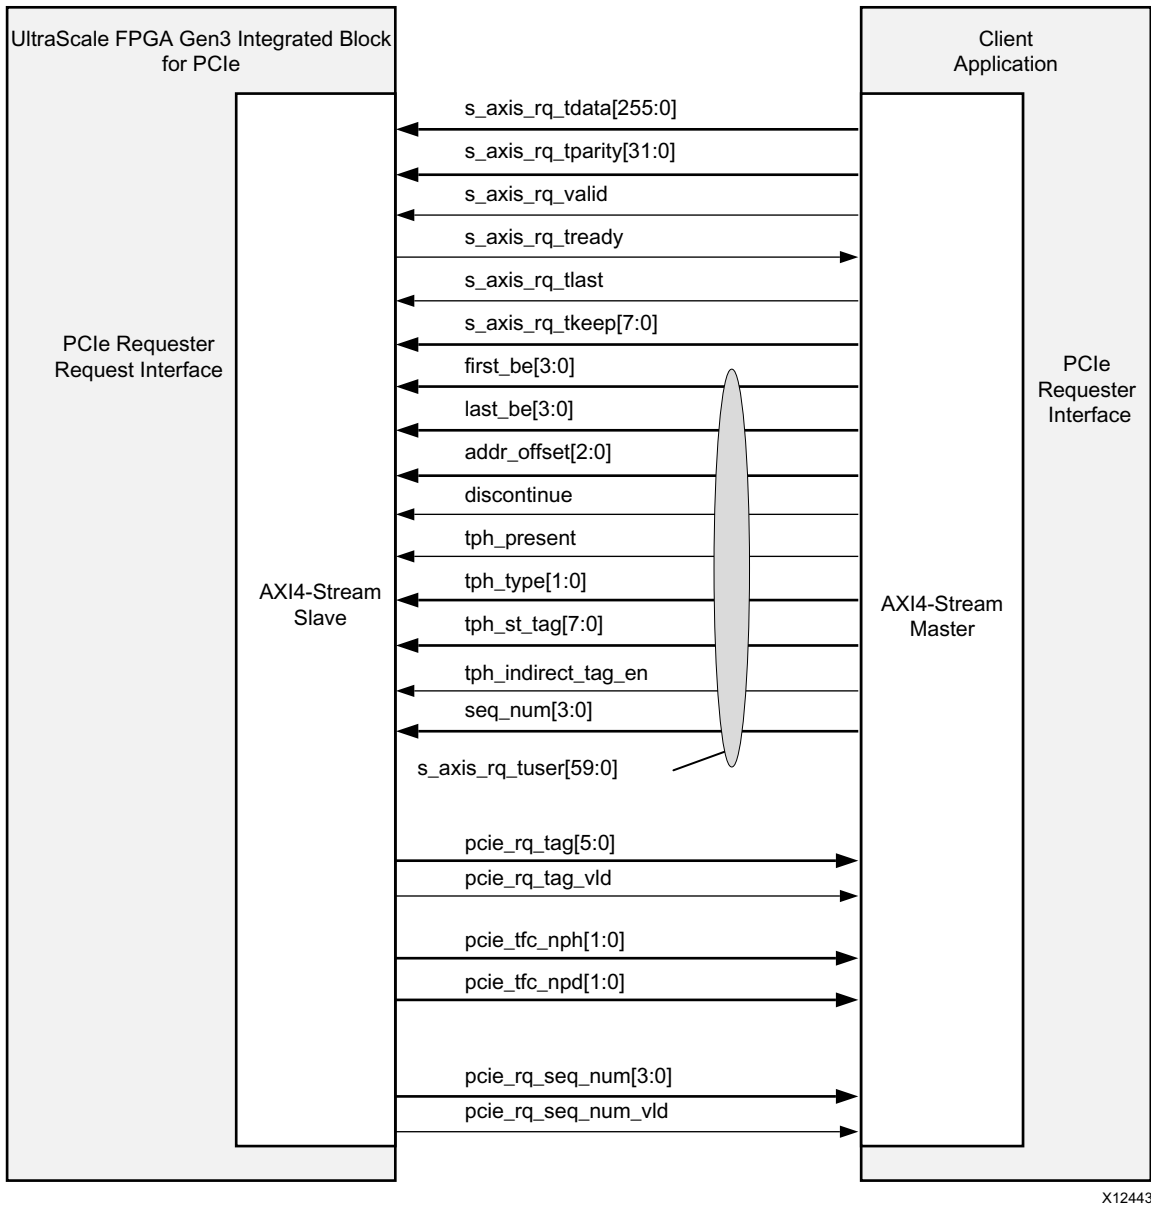 UltraScale FPGA Gen3 Integrated Block
for PCIe
Client
Application
s_axis_rq_tdata[255:0]
s_axis_rq_tparity[31:0]
s_axis_rq_valid
s_axis_rq_tready
s_axis_rq_tlast
s_axis_rq_tkeep[7:0]
PCIe Requester
Request Interface
first_be[3:0]
PCIe
Requester
Interface
last_be[3:0]
addr_offset[2:0]
discontinue
tph_present
tph_type[1:0]
AXI4-Stream
Slave
AXI4-Stream
Master
tph_st_tag[7:0]
tph_indirect_tag_en
seq_num[3:0]
s_axis_rq_tuser[59:0]
pcie_rq_tag[5:0]
pcie_rq_tag_vld
pcie_tfc_nph[1:0]
pcie_tfc_npd[1:0]
pcie_rq_seq_num[3:0]
pcie_rq_seq_num_vld
X12443